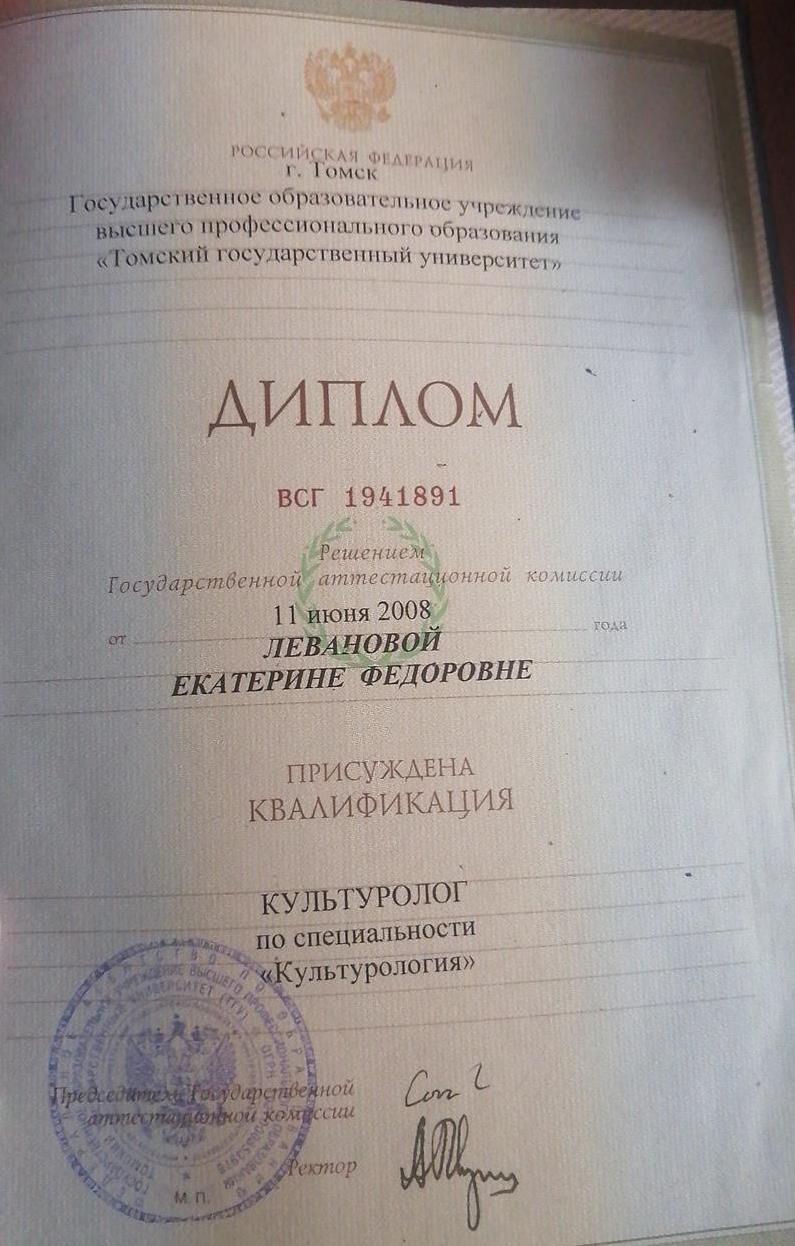 РОССИЙСКАЯ ФЕДЕРАЦИЯ
г. Томск
Государственное образовательное учреждение
высшего профессионального образования
«Томский государственный университет»
ДИПЛОМ
ВСГ 1941891
Решением
Государственной аттестационной комиссии
11 июня 2008
от года
ЛЕВАНОВОЙ
ЕКАТЕРИНЕ ФЕДОРОВНЕ
ПРИСУЖДЕНА
КВАЛИФИКАЦИЯ
КУЛЬТУРОЛОГ
по специальности
«Культурология»
Председатель Государственной
аттестационной комиссии
Ректор
М.П.